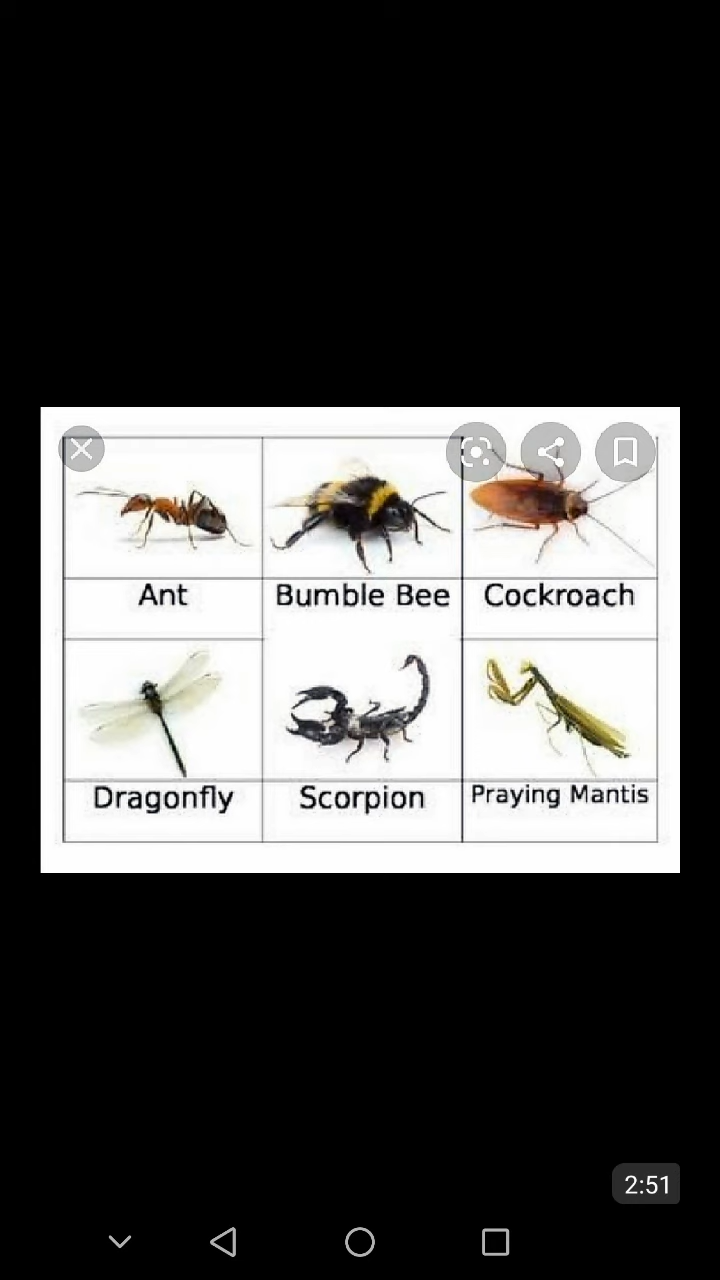 Ant
Bumble Bee
Cockroach
Dragonfly
Scorpion
Praying Mantis
2:51